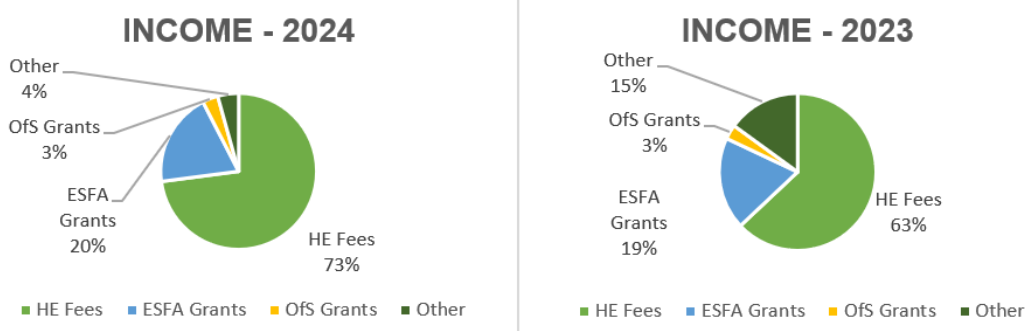 INCOME - 2024
Other
4%
OfS Grants
3%
ESFA
Grants
20%
HE Fees
73%
HE Fees ESFA Grants OfS Grants Other
INCOME - 2023
Other
15%
OfS Grants
3%
ESFA
Grants
19%
HE Fees
63%
HE Fees ESFA Grants OfS Grants Other